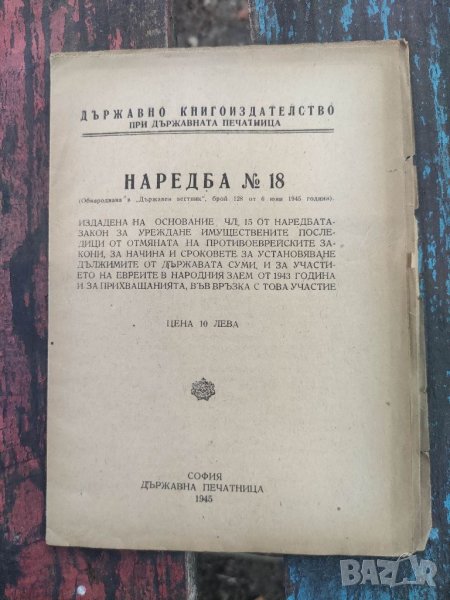 ДЪРЖАВНО КНИГОИЗДАТЕЛСТВО
ПРИ ДЪРЖАВНАТА ПЕЧАТНИЦА
НАРЕДБА № 18
(Обнародвана в „Държавен вестник“, брой 128 от 6 юни 1945 година).
ИЗДАДЕНА НА ОСНОВАНИЕ ЧЛ. 15 ОТ НАРЕДБАТА-
ЗАКОН ЗА УРЕЖДАНЕ ИМУЩЕСТВЕНИТЕ ПОСЛЕ-
ДИЦИ ОТ ОТМЯНАТА НА ПРОТИВОЕВРЕЙСКИТЕ ЗА-
КОНИ, ЗА НАЧИНА И СРОКОВЕТЕ ЗА УСТАНОВЯВАНЕ
ДЪЛЖИМИТЕ ОТ ДЪРЖАВАТА СУМИ, И ЗА УЧАСТИ-
ЕТО НА ЕВРЕИТЕ В НАРОДНИЯ ЗАЕМ ОТ 1943 ГОДИНА
И ЗА ПРИХВАЩАНИЯТА, ВЪВ ВРЪЗКА С ТОВА УЧАСТИЕ
ЦЕНА 10 ЛЕВА
СОФИЯ
ДЪРЖАВНА ПЕЧАТНИЦА
1945
BAZAR